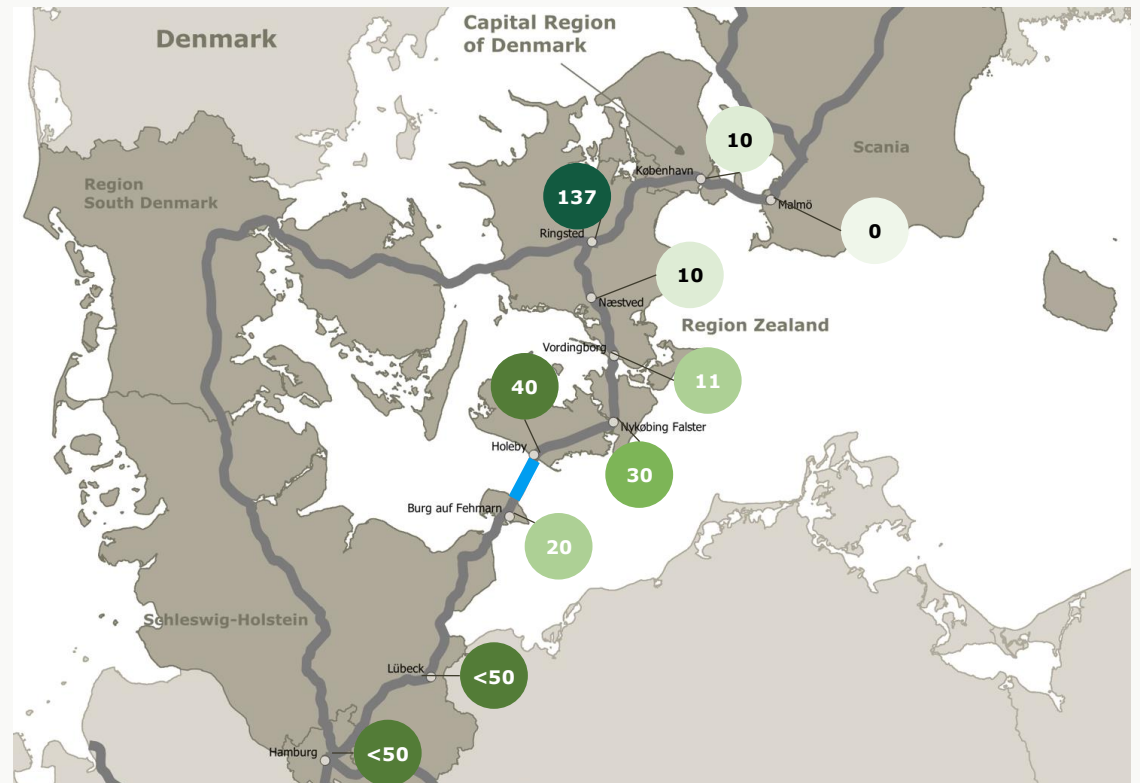 Denmark
Capital Region
of Denmark
10
Scania
København
137
Region
South Denmark
Malmö
0
Ringsted
10
Næstved
Region Zealand
Vordingborg
11
40
Nykøbing Falster
Holeby
30
Burg auf Fehmarn
20
Schleswig-Holstein
Lübeck
<50
Hamburg
<50